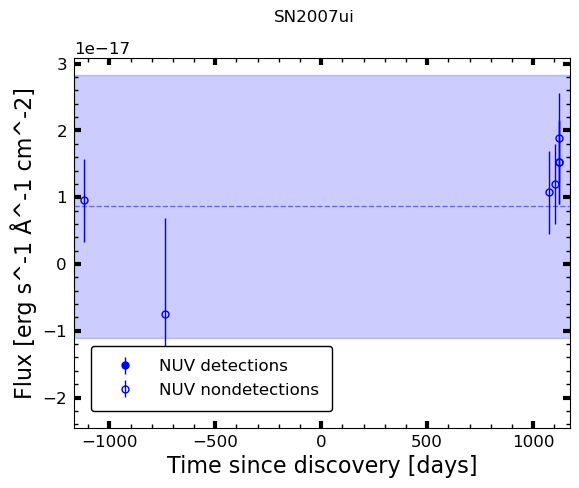 SN2007ui
1e−17
3
2
1
0
−1
−2
Flux [erg s^-1 Å^-1 cm^-2]
NUV detections
NUV nondetections
−1000 −500 0 500 1000
Time since discovery [days]